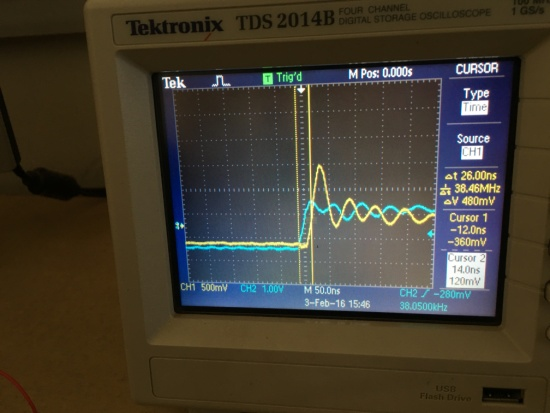 Tektronix TDS 2014B FOUR CHANNEL DIGITAL STORAGE OSCILLOSCOPE
1 GS/s
Tek T Trig'd M Pos: 0.000s CURSOR
Type
Time
Source
CH1
Δt 26.00ns
1/Δt 38.46MHz
ΔV 480mV
Cursor 1
-12.0ns
-360mV
Cursor 2
14.0ns
120mV
CH1 500mV CH2 1.00V M 50.0ns CH2 -280mV
3-Feb-16 15:46 38.0500kHz
USB
Flash Drive